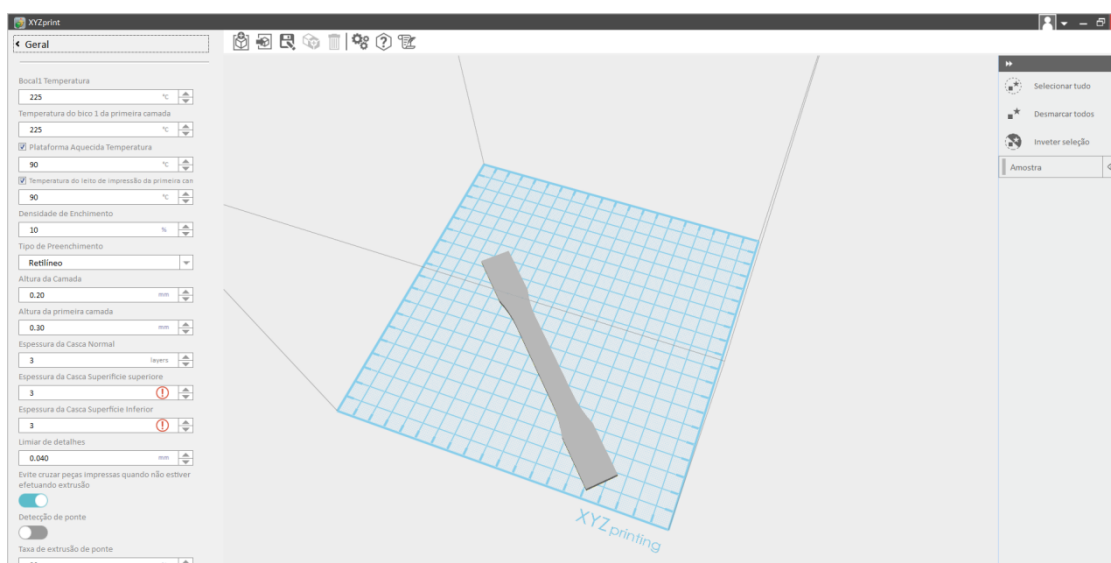 XYZprint
Geral
Bocal1 Temperatura
225 °C
Temperatura do bico 1 da primeira camada
225 °C
Plataforma Aquecida Temperatura
90 °C
Temperatura do leito de impressão da primeira cam
90 °C
Densidade de Enchimento
10 %
Tipo de Preenchimento
Retilíneo
Altura da Camada
0.20 mm
Altura da primeira camada
0.30 mm
Espessura da Casca Normal
3 layers
Espessura da Casca Superifície superiore
3
Espessura da Casca Superfície Inferior
3
Limiar de detalhes
0.040 mm
Evite cruzar peças impressas quando não estiver
efetuando extrusão
Detecção de ponte
Taxa de extrusão de ponte
XYZprinting
Selecionar tudo
Desmarcar todos
Inveter seleção
Amostra